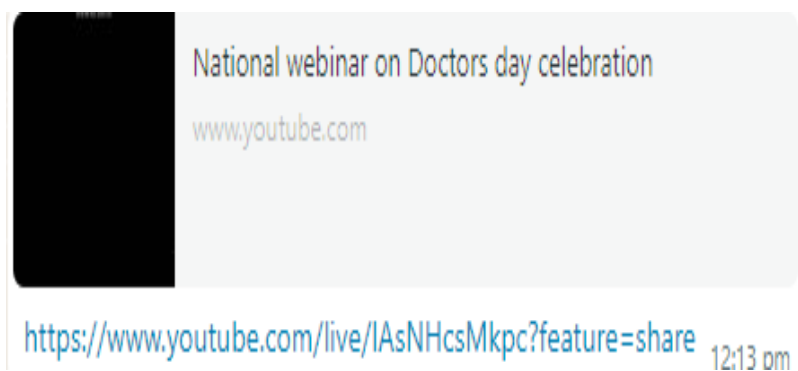 National webinar on Doctors day celebration
www.youtube.com
https://www.youtube.com/live/IAsNHcsMkpc?feature=share
12:13 pm